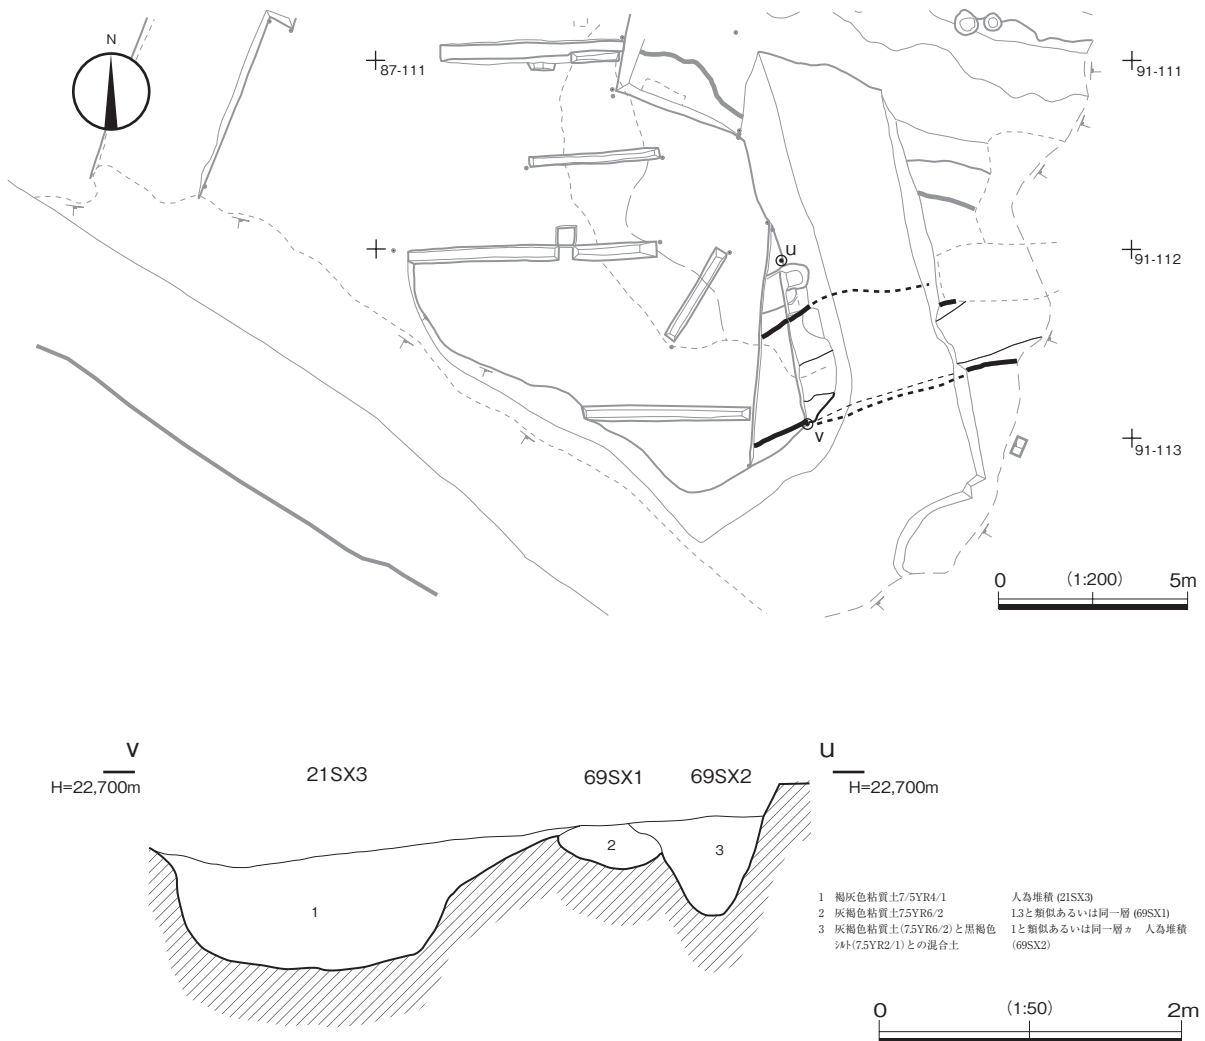 N
87-111
91-111
u
91-112
v
91-113
0 (1:200) 5m
v
u
21SX3
69SX1
69SX2
H=22,700m
H=22,700m
2
3
1
1 褐灰色粘質土7/5YR4/1 人為堆積 (21SX3)
2 灰褐色粘質土7.5YR6/2 1.3と類似あるいは同一層 (69SX1)
3 灰褐色粘質土(7.5YR6/2)と黒褐色 1と類似あるいは同一層ヵ 人為堆積
ｼﾙﾄ(7.5YR2/1)との混合土 (69SX2)
0 (1:50) 2m